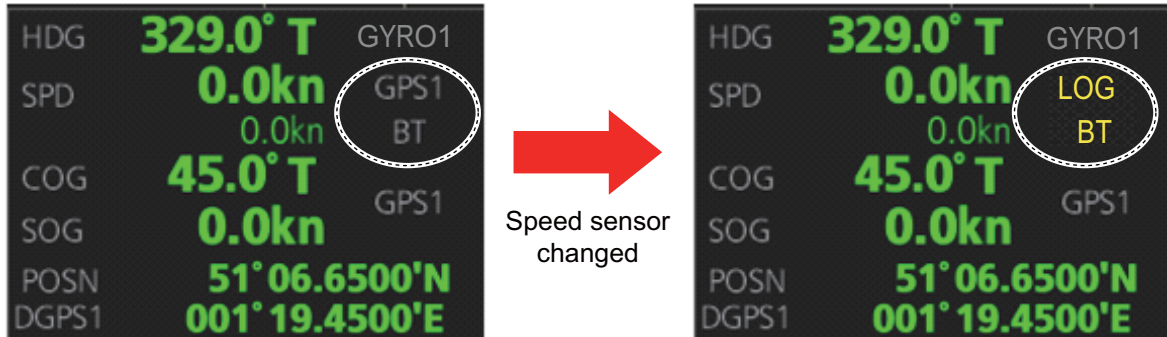 HDG 329.0° T GYRO1
SPD 0.0kn GPS1
0.0kn BT
COG 45.0° T
GPS1
SOG 0.0kn
POSN 51° 06.6500'N
DGPS1 001° 19.4500'E
Speed sensor
changed
HDG 329.0° T GYRO1
SPD 0.0kn LOG
0.0kn BT
COG 45.0° T
GPS1
SOG 0.0kn
POSN 51° 06.6500'N
DGPS1 001° 19.4500'E